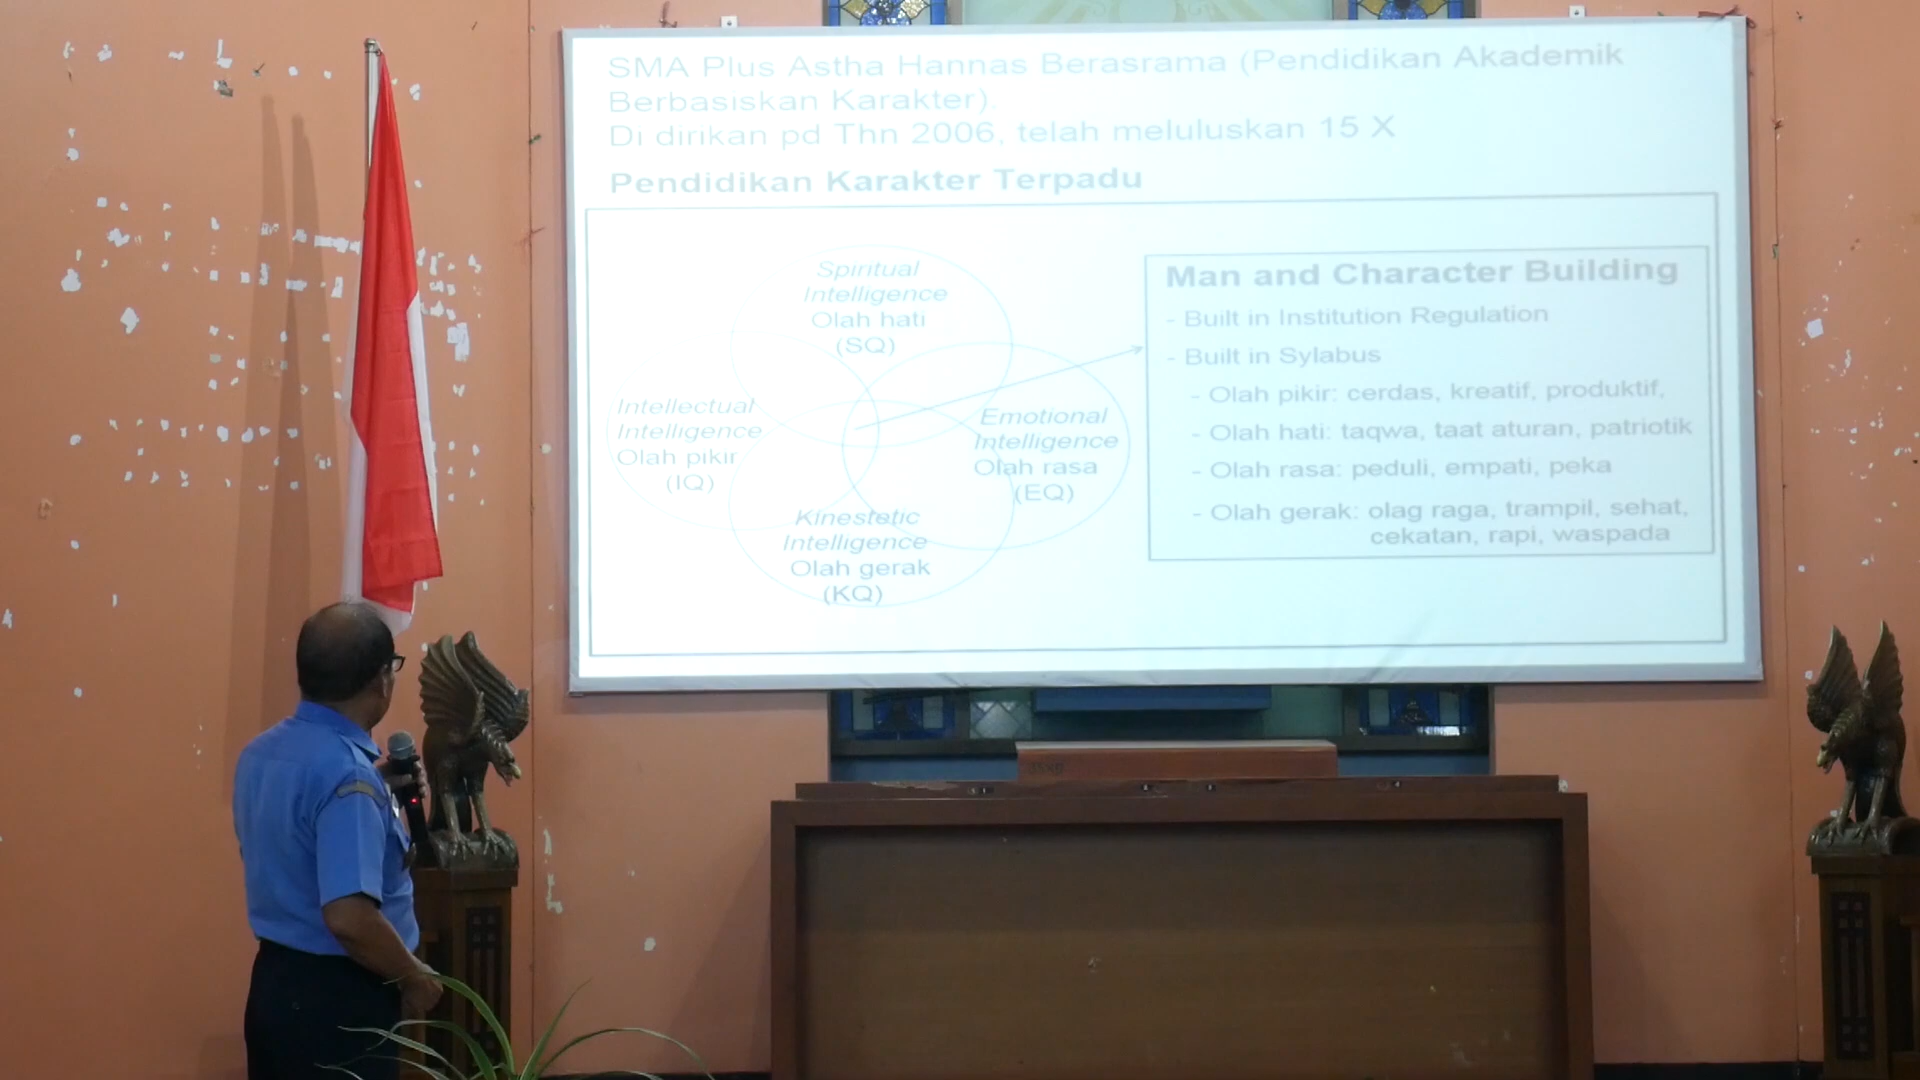 SMA Plus Astha Hannas Berasrama (Pendidikan Akademik
Berbasiskan Karakter).
Di dirikan pd Thn 2006, telah meluluskan 15 X
Pendidikan Karakter Terpadu
Spiritual
Intelligence
Olah hati
(SQ)
Intellectual
Intelligence
Olah pikir
(IQ)
Emotional
Intelligence
Olah rasa
(EQ)
Kinestetic
Intelligence
Olah gerak
(KQ)
Man and Character Building
- Built in Institution Regulation
- Built in Sylabus
- Olah pikir: cerdas, kreatif, produktif,
- Olah hati: taqwa, taat aturan, patriotik
- Olah rasa: peduli, empati, peka
- Olah gerak: olag raga, trampil, sehat,
cekatan, rapi, waspada